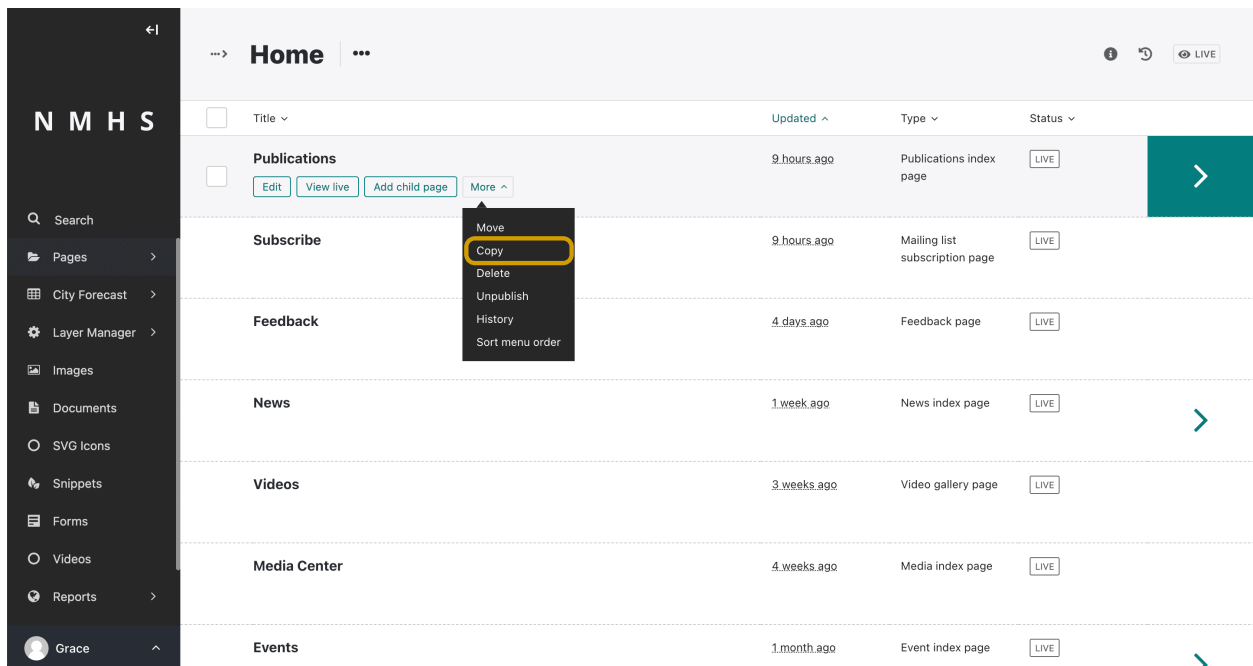 Home •••
LIVE
N M H S
Search
Pages
City Forecast
Layer Manager
Images
Documents
SVG Icons
Snippets
Forms
Videos
Reports
Grace
Title Updated Type Status
Publications 9 hours ago Publications index LIVE
page
Edit View live Add child page More
Move
Copy
Delete
Unpublish
History
Sort menu order
Subscribe 9 hours ago Mailing list LIVE
subscription page
Feedback 4 days ago Feedback page LIVE
News 1 week ago News index page LIVE
Videos 3 weeks ago Video gallery page LIVE
Media Center 4 weeks ago Media index page LIVE
Events 1 month ago Event index page LIVE